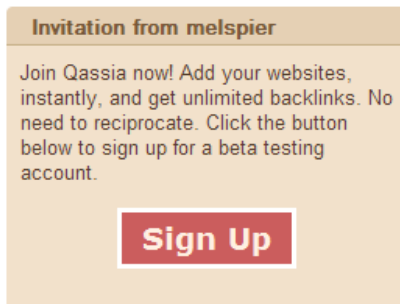 Invitation from melspier
Join Qassia now! Add your websites,
instantly, and get unlimited backlinks. No
need to reciprocate. Click the button
below to sign up for a beta testing
account.
Sign Up